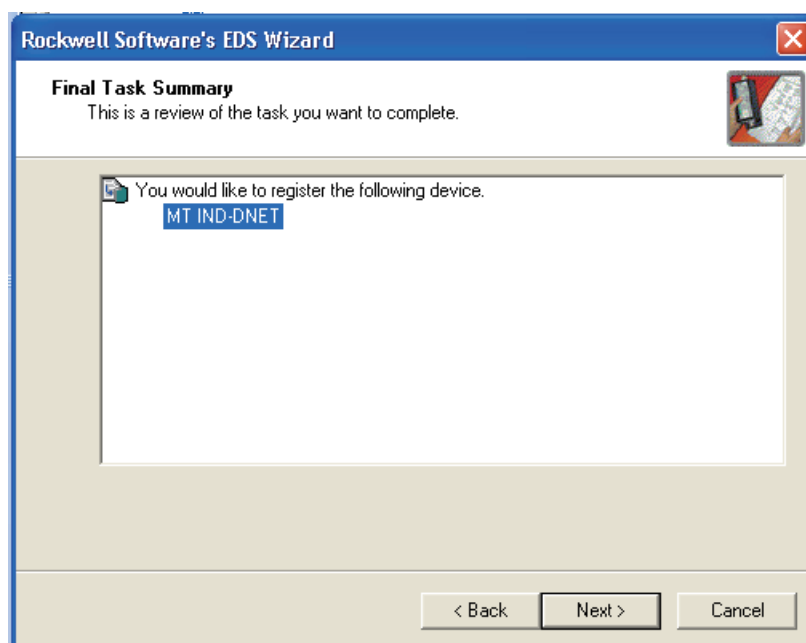 Rockwell Software's EDS Wizard
Final Task Summary
This is a review of the task you want to complete.
You would like to register the following device.
MT IND-DNET
< Back
Next >
Cancel